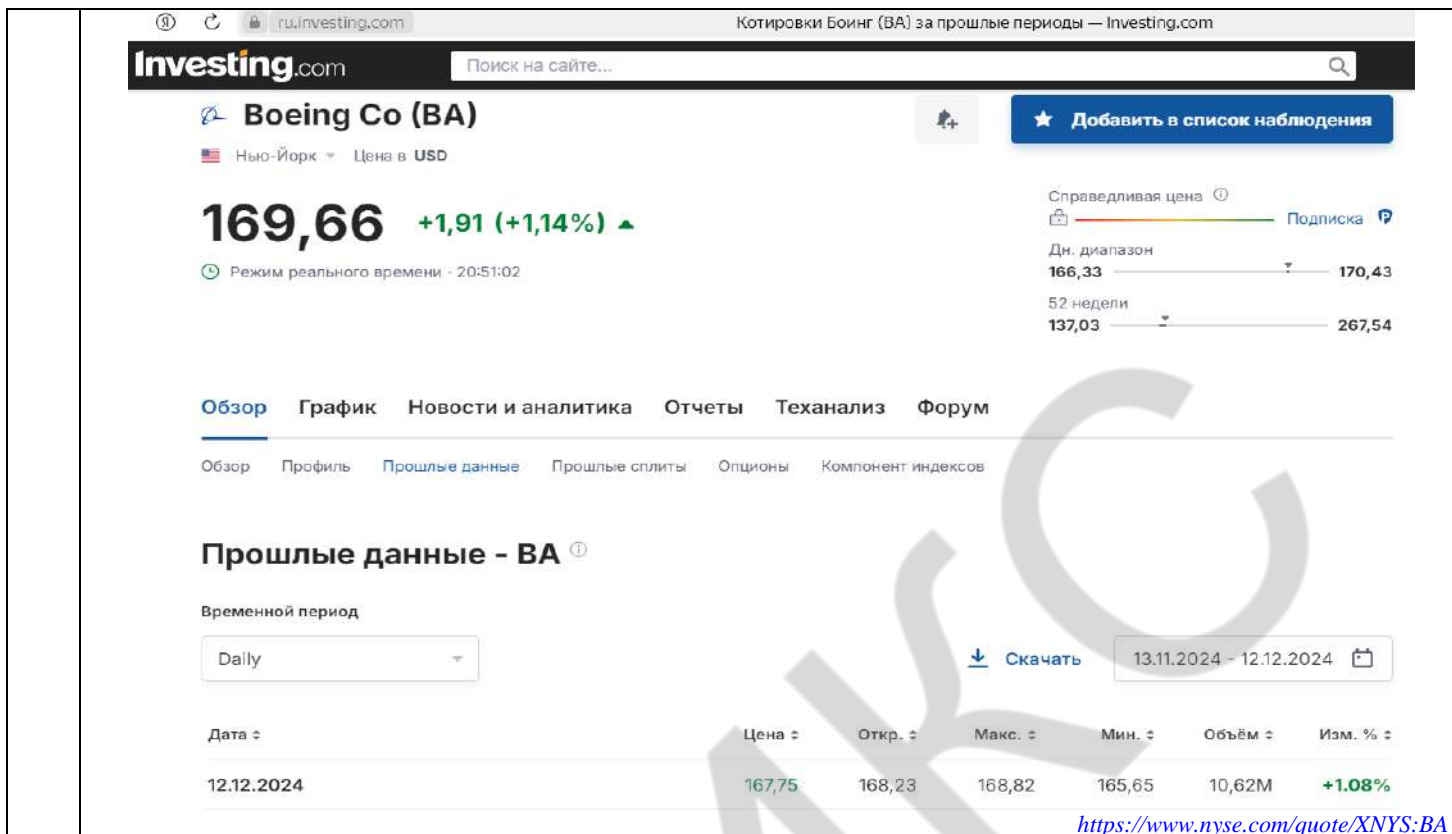 ru.investing.com Котировки Боинг (BA) за прошлые периоды — Investing.com
Investing.com Поиск на сайте...
Boeing Co (BA)
Добавить в список наблюдения
Нью-Йорк Цена в USD
169,66 +1,91 (+1,14%)
Режим реального времени · 20:51:02
Справедливая цена
Подписка
Дн. диапазон
166,33 170,43
52 недели
137,03 267,54
Обзор График Новости и аналитика Отчеты Теханализ Форум
Обзор Профиль Прошлые данные Прошлые сплиты Опционы Компонент индексов
Прошлые данные - BA
Временной период
Daily Скачать 13.11.2024 - 12.12.2024
Дата Цена Откр. Макс. Мин. Объём Изм. %
12.12.2024 167,75 168,23 168,82 165,65 10,62M +1.08%
https://www.nyse.com/quote/XNYS:BA